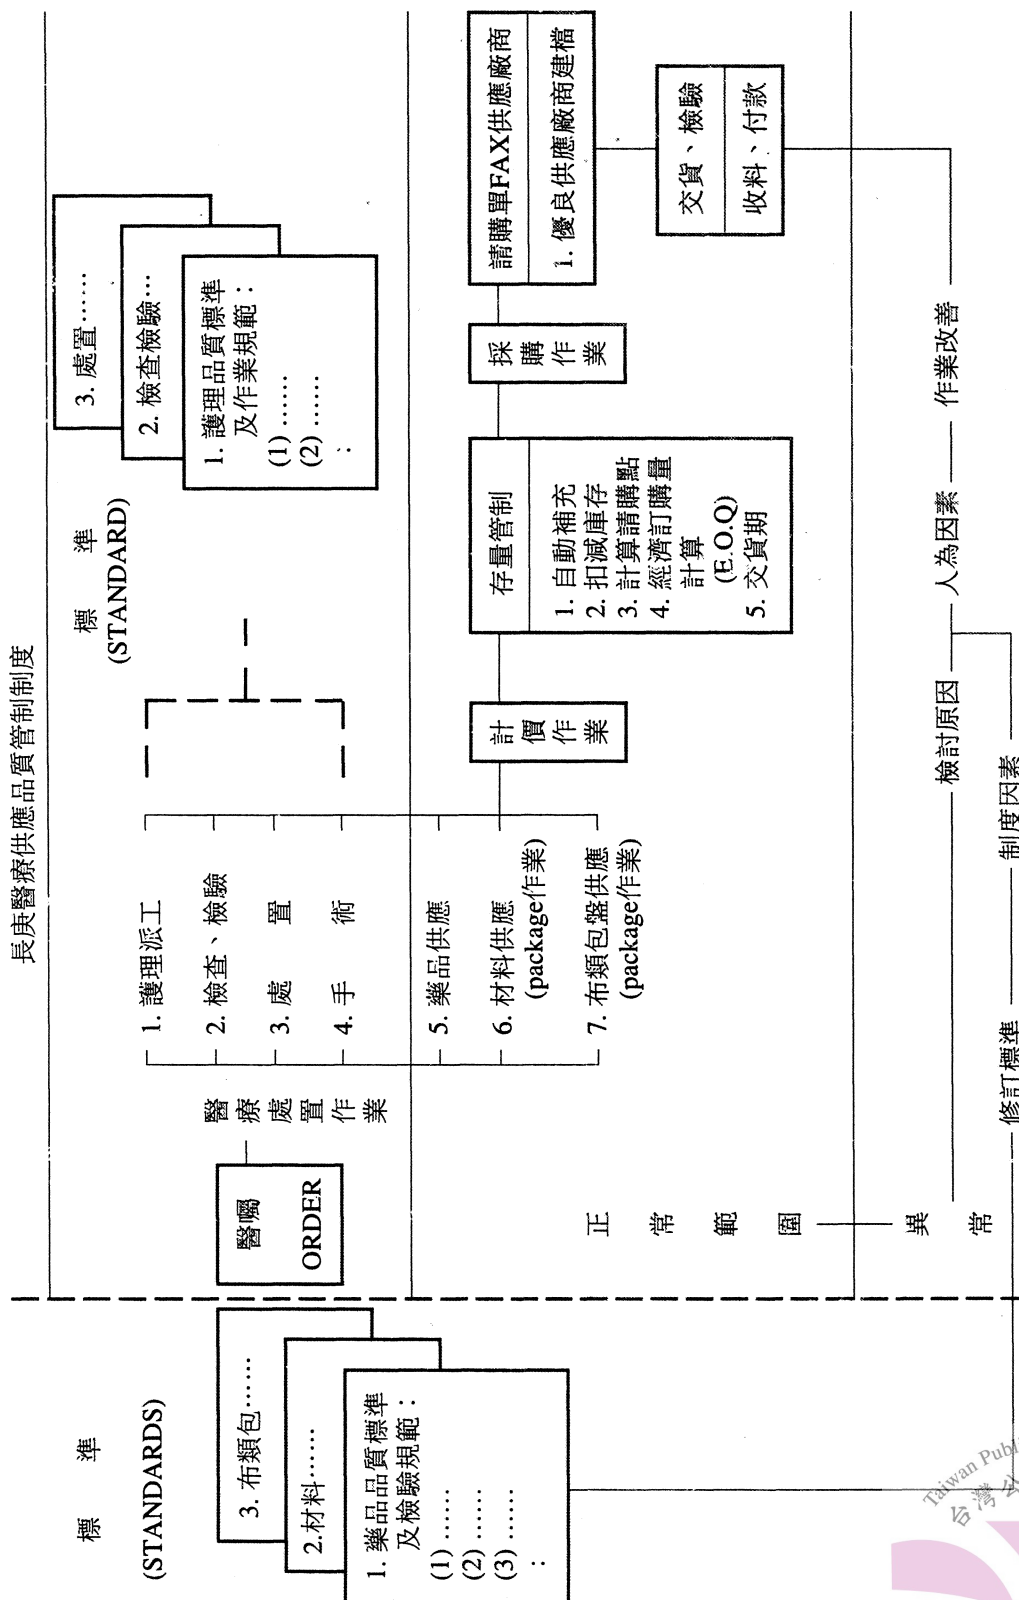 長庚醫療供應品質管制制度
標準
(STANDARDS)
3. 布類包……
2.材料……
1. 藥品品質標準
及檢驗規範：
(1) ……
(2) ……
(3) ……
：
醫囑
ORDER
醫療處置作業
1. 護理派工
2. 檢查、檢驗
3. 處置
4. 手術
5. 藥品供應
6. 材料供應
(package作業)
7. 布類包盤供應
(package作業)
標準
(STANDARD)
3. 處置……
2. 檢查檢驗…
1. 護理品質標準
及作業規範：
(1) ……
(2) ……
：
計價作業
存量管制
1. 自動補充
2. 扣減庫存
3. 計算請購點
4. 經濟訂購量
計算
(E.O.Q)
5. 交貨期
採購作業
請購單FAX供應廠商
1. 優良供應廠商建檔
交貨、檢驗
收料、付款
正常範圍
異常
檢討原因
人為因素
作業改善
修訂標準
制度因素
Taiwan Publ
台灣公